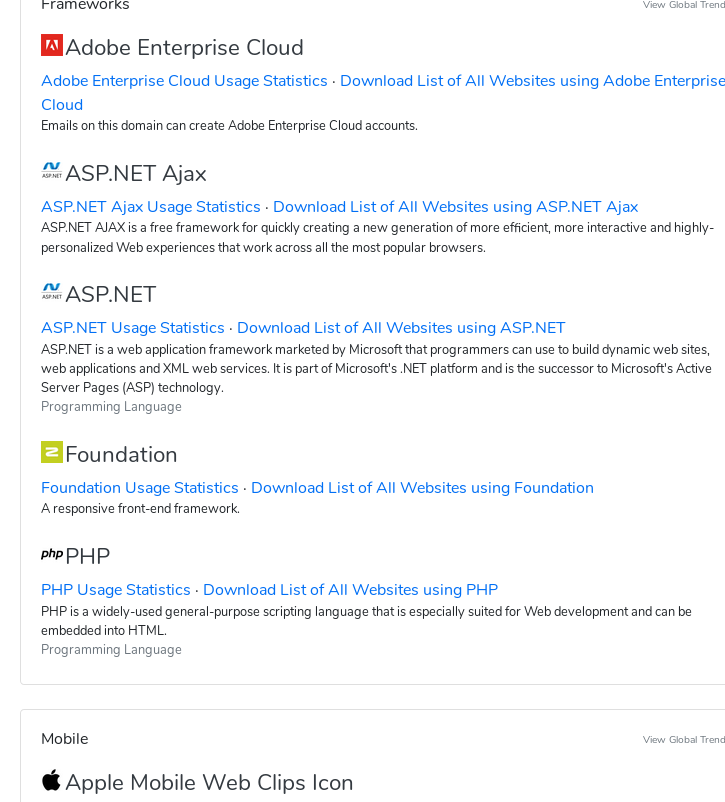 Frameworks
View Global Trend
Adobe Enterprise Cloud
Adobe Enterprise Cloud Usage Statistics · Download List of All Websites using Adobe Enterprise
Cloud
Emails on this domain can create Adobe Enterprise Cloud accounts.
ASP.NET
ASP.NET Ajax
ASP.NET Ajax Usage Statistics · Download List of All Websites using ASP.NET Ajax
ASP.NET AJAX is a free framework for quickly creating a new generation of more efficient, more interactive and highly-
personalized Web experiences that work across all the most popular browsers.
ASP.NET
ASP.NET
ASP.NET Usage Statistics · Download List of All Websites using ASP.NET
ASP.NET is a web application framework marketed by Microsoft that programmers can use to build dynamic web sites,
web applications and XML web services. It is part of Microsoft's .NET platform and is the successor to Microsoft's Active
Server Pages (ASP) technology.
Programming Language
Foundation
Foundation Usage Statistics · Download List of All Websites using Foundation
A responsive front-end framework.
php
PHP
PHP Usage Statistics · Download List of All Websites using PHP
PHP is a widely-used general-purpose scripting language that is especially suited for Web development and can be
embedded into HTML.
Programming Language
Mobile
View Global Trend
Apple Mobile Web Clips Icon